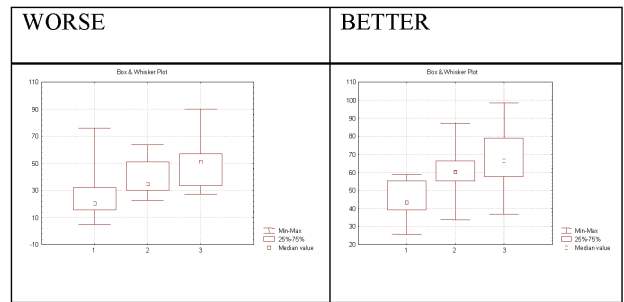 WORSE
BETTER
Box & Whisker Plot
110
90
70
50
30
10
-10
1 2 3
Min-Max
25%-75%
Median value
Box & Whisker Plot
110
100
90
80
70
60
50
40
30
20
1 2 3
Min-Max
25%-75%
Median value